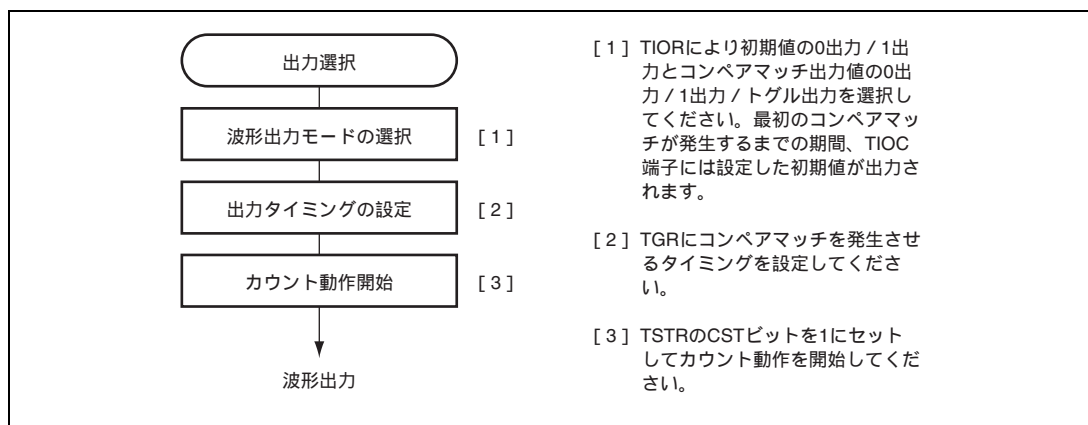 出力選択
波形出力モードの選択
[ 1 ]
出力タイミングの設定
[ 2 ]
カウント動作開始
[ 3 ]
波形出力
[ 1 ] TIORにより初期値の0出力 / 1出
力とコンペアマッチ出力値の0出
力 / 1出力 / トグル出力を選択し
てください。最初のコンペアマッ
チが発生するまでの期間、TIOC
端子には設定した初期値が出力さ
れます。
[ 2 ] TGRにコンペアマッチを発生させ
るタイミングを設定してくださ
い。
[ 3 ] TSTRのCSTビットを1にセット
してカウント動作を開始してくだ
さい。